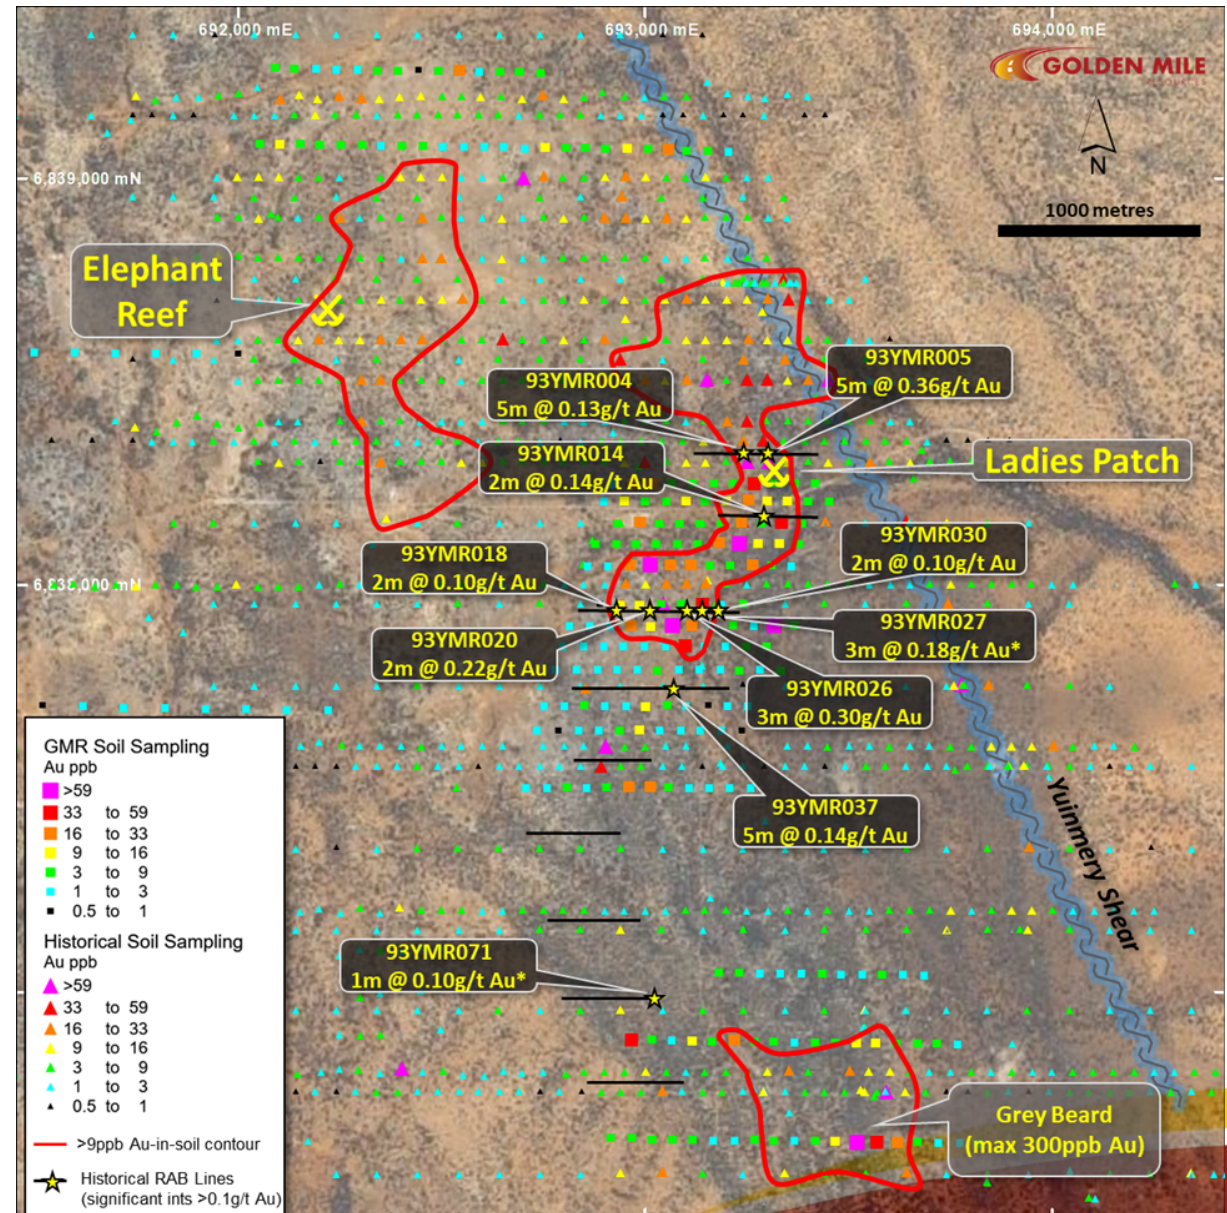 692,000 mE
693,000 mE
694,000 mE
GOLDEN MILE
N
6,839,000 mN
1000 metres
Elephant
Reef
93YMR004
5m @ 0.13g/t Au
93YMR005
5m @ 0.36g/t Au
93YMR014
2m @ 0.14g/t Au
Ladies Patch
93YMR018
2m @ 0.10g/t Au
93YMR030
2m @ 0.10g/t Au
6,838,000 mN
93YMR020
2m @ 0.22g/t Au
93YMR027
3m @ 0.18g/t Au*
93YMR026
3m @ 0.30g/t Au
93YMR037
5m @ 0.14g/t Au
Yuinmery Shear
93YMR071
1m @ 0.10g/t Au*
Grey Beard
(max 300ppb Au)
GMR Soil Sampling
Au ppb
>59
33 to 59
16 to 33
9 to 16
3 to 9
1 to 3
0.5 to 1
Historical Soil Sampling
Au ppb
>59
33 to 59
16 to 33
9 to 16
3 to 9
1 to 3
0.5 to 1
>9ppb Au-in-soil contour
Historical RAB Lines
(significant ints >0.1g/t Au)